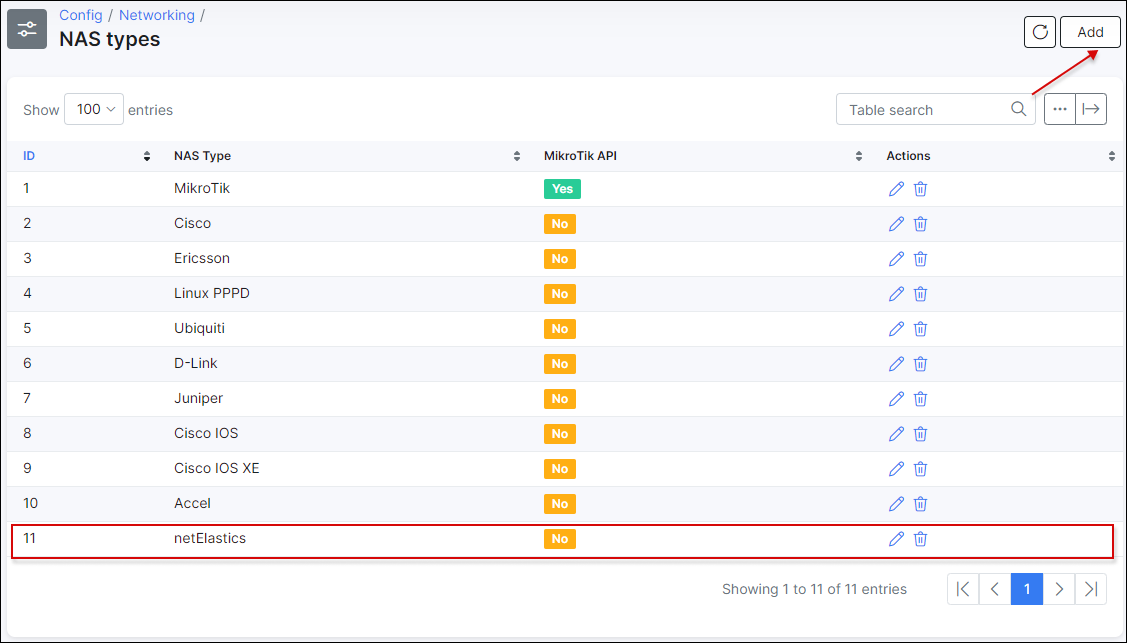 Config / Networking /
NAS types
Add
Show 100 entries
Table search
ID NAS Type MikroTik API Actions
1 MikroTik Yes
2 Cisco No
3 Ericsson No
4 Linux PPPD No
5 Ubiquiti No
6 D-Link No
7 Juniper No
8 Cisco IOS No
9 Cisco IOS XE No
10 Accel No
11 netElastics No
Showing 1 to 11 of 11 entries 1